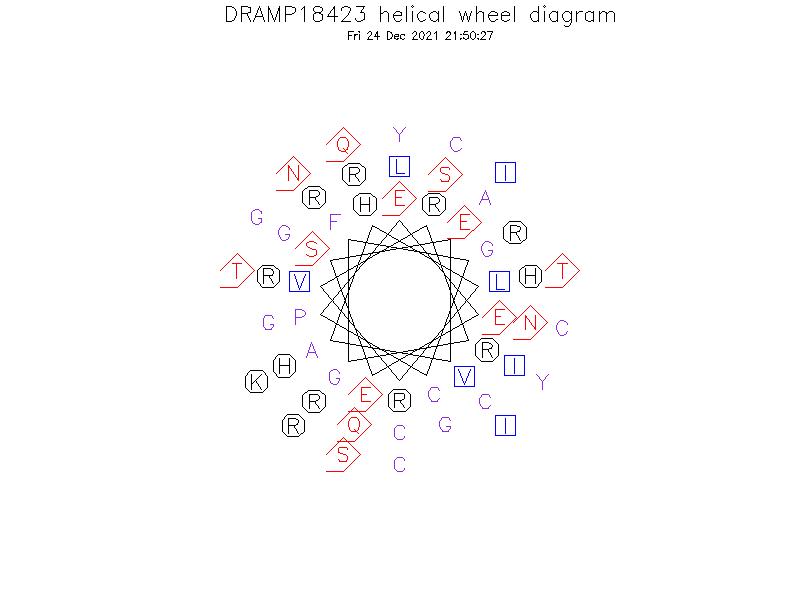 DRAMP18423 helical wheel diagram
Fri 24 Dec 2021 21:50:27
Y
Q C
L
N R S I
R H E R A
G F E
G R
S G
T R V L H T
G P E N C
A R
H I
K G V Y
R E R C C
R Q G I
C
S
C